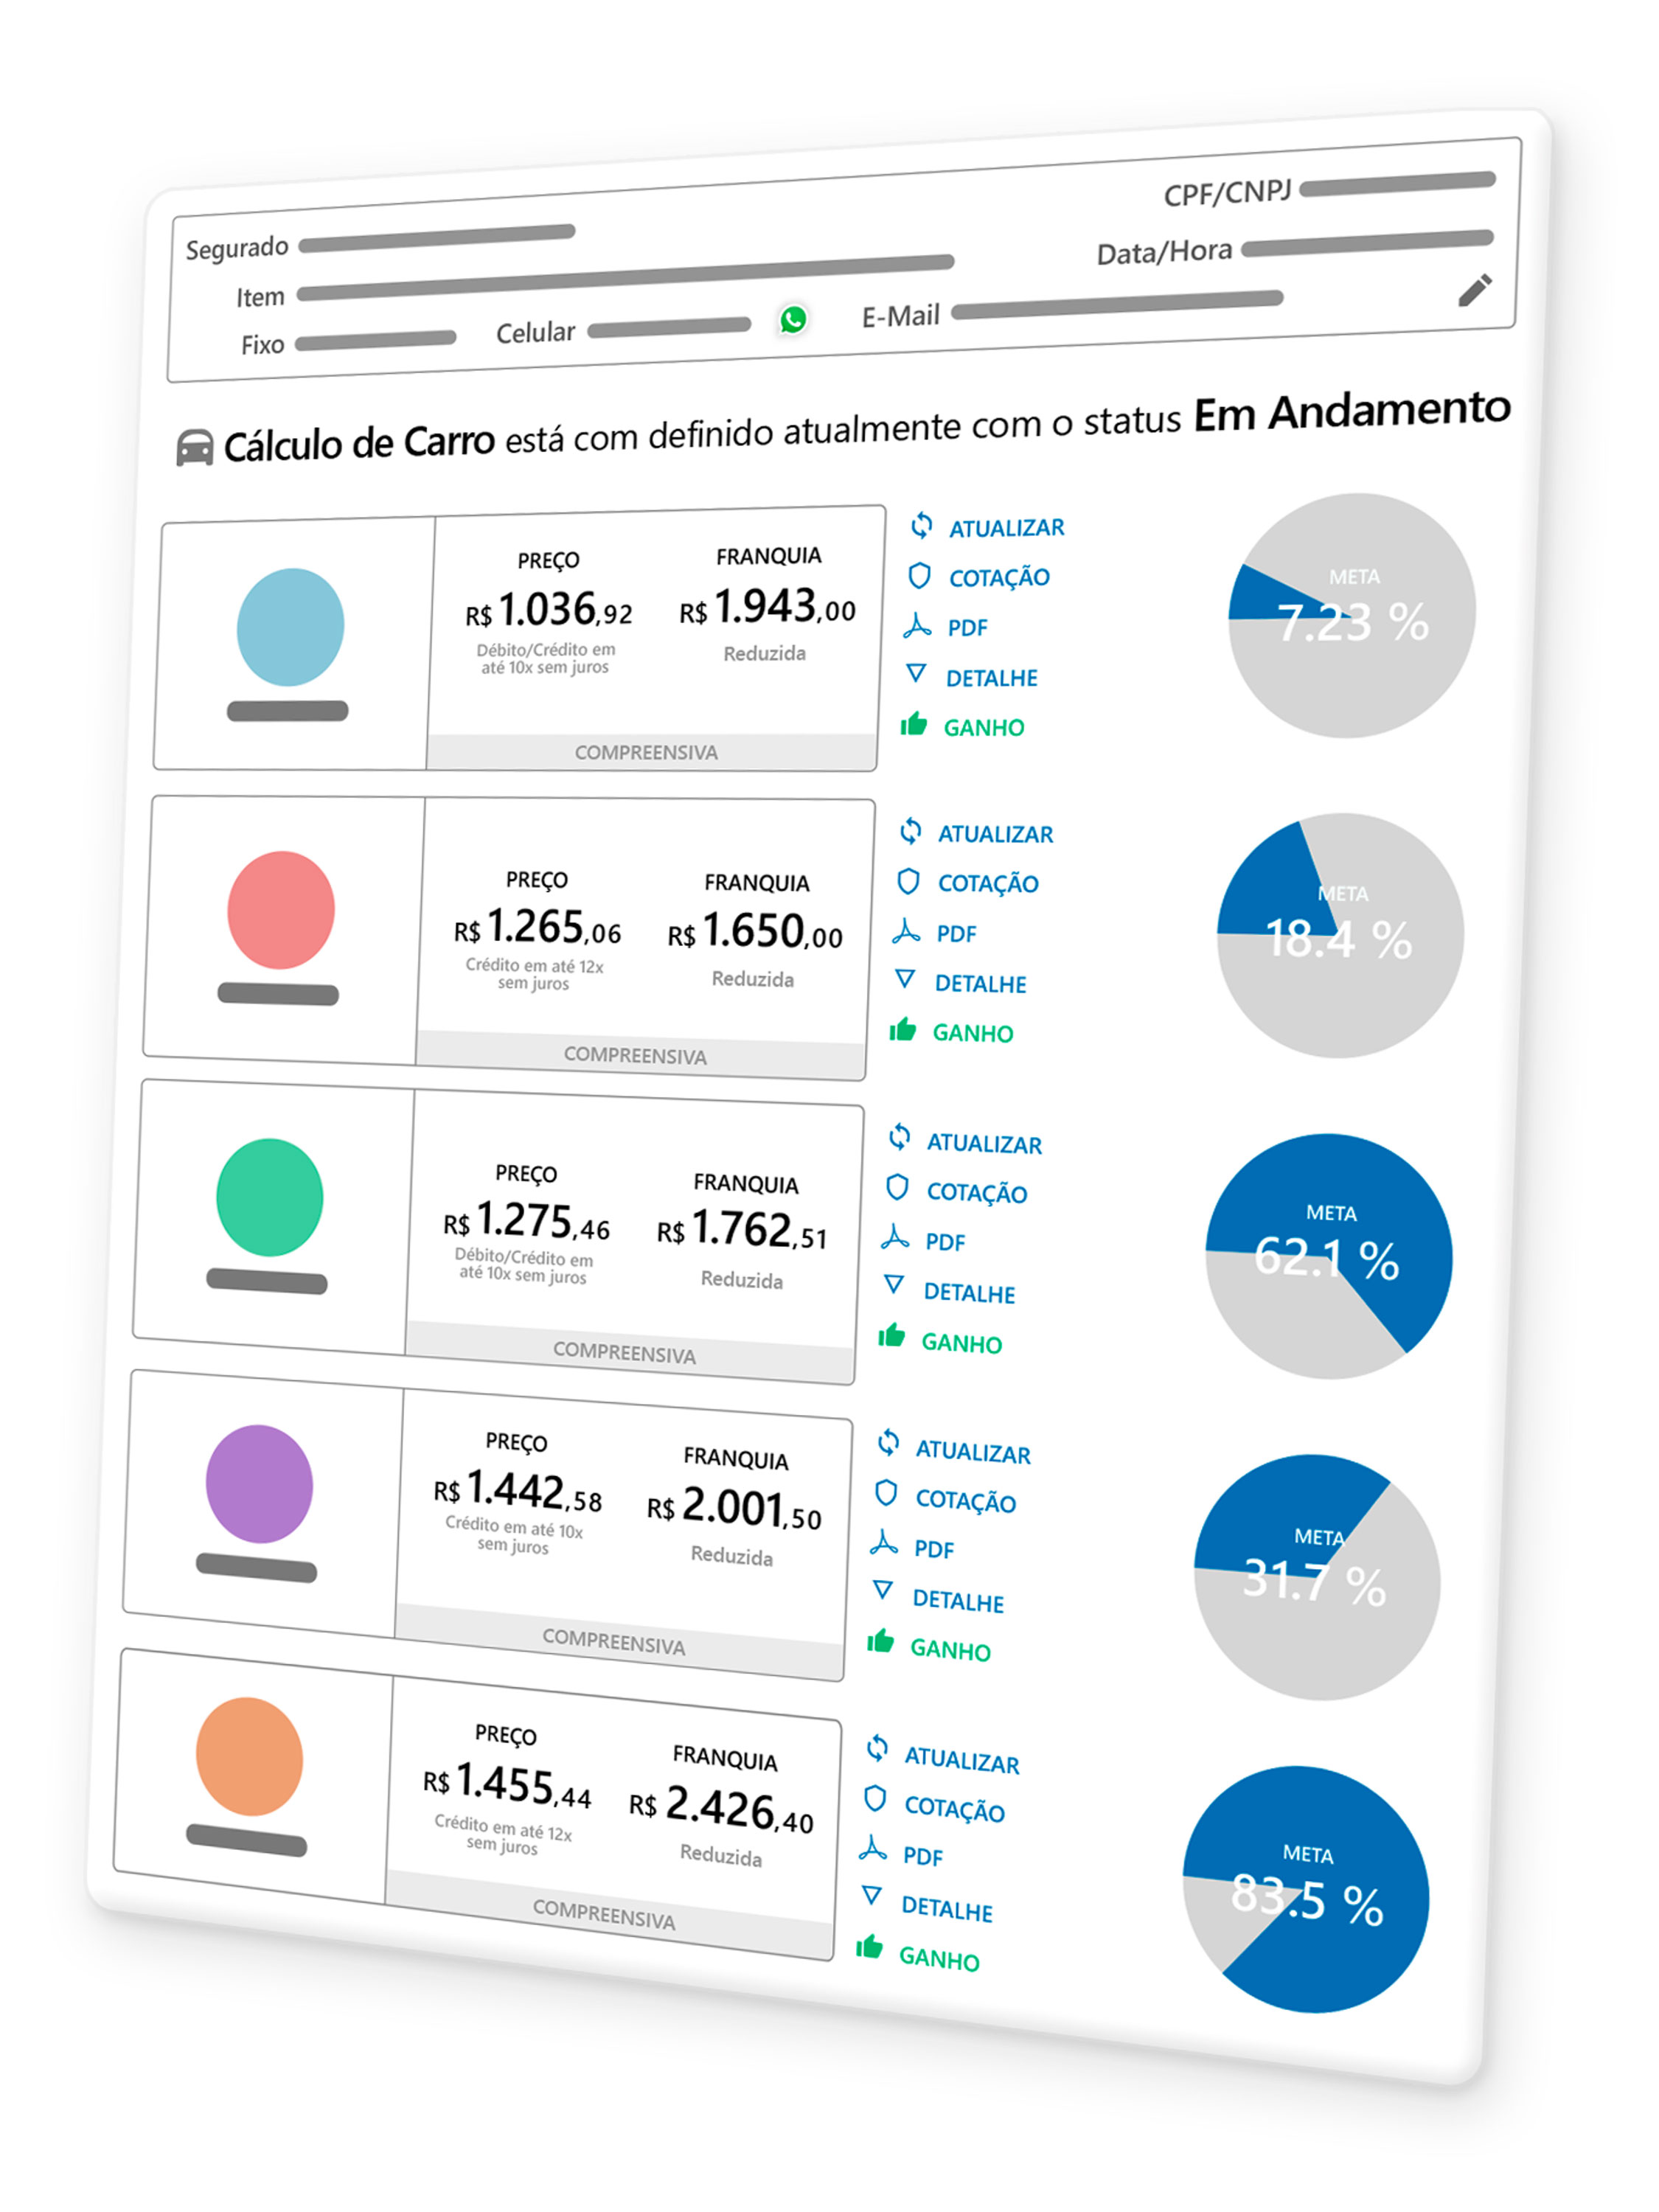 Segurado
CPF/CNPJ
Item
Data/Hora
Fixo Celular E-Mail
Cálculo de Carro está com definido atualmente com o status Em Andamento
PREÇO FRANQUIA
R$ 1.036,92 R$ 1.943,00
Débito/Crédito em
até 10x sem juros
Reduzida
COMPREENSIVA
ATUALIZAR
COTAÇÃO
PDF
DETALHE
GANHO
META
7.23 %
PREÇO FRANQUIA
R$ 1.265,06 R$ 1.650,00
Crédito em até 12x
sem juros
Reduzida
COMPREENSIVA
ATUALIZAR
COTAÇÃO
PDF
DETALHE
GANHO
META
18.4 %
PREÇO FRANQUIA
R$ 1.275,46 R$ 1.762,51
Débito/Crédito em
até 10x sem juros
Reduzida
COMPREENSIVA
ATUALIZAR
COTAÇÃO
PDF
DETALHE
GANHO
META
62.1 %
PREÇO FRANQUIA
R$ 1.442,58 R$ 2.001,50
Crédito em até 10x
sem juros
Reduzida
COMPREENSIVA
ATUALIZAR
COTAÇÃO
PDF
DETALHE
GANHO
META
31.7 %
PREÇO FRANQUIA
R$ 1.455,44 R$ 2.426,40
Crédito em até 12x
sem juros
Reduzida
COMPREENSIVA
ATUALIZAR
COTAÇÃO
PDF
DETALHE
GANHO
META
83.5 %